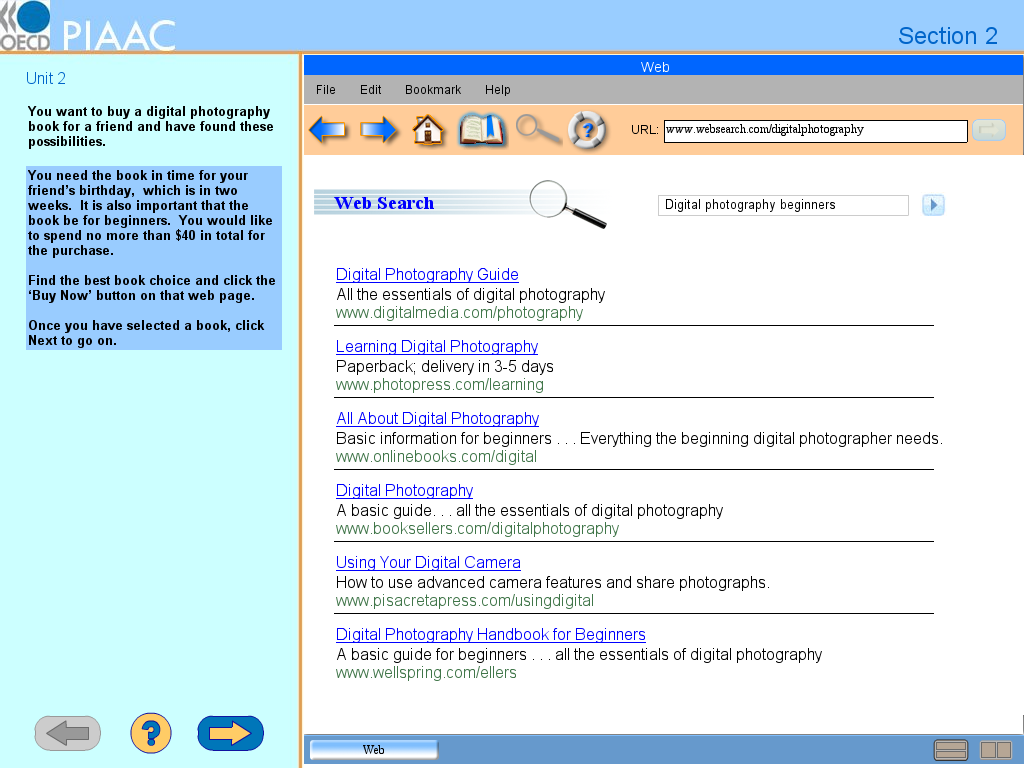 OECD
PIAAC
Section 2
Unit 2
You want to buy a digital photography
book for a friend and have found these
possibilities.
You need the book in time for your
friend's birthday, which is in two
weeks. It is also important that the
book be for beginners. You would like
to spend no more than $40 in total for
the purchase.
Find the best book choice and click the
‘Buy Now’ button on that web page.
Once you have selected a book, click
Next to go on.
Web
File Edit Bookmark Help
URL: www.websearch.com/digitalphotography
Web Search
Digital photography beginners
Digital Photography Guide
All the essentials of digital photography
www.digitalmedia.com/photography
Learning Digital Photography
Paperback; delivery in 3-5 days
www.photopress.com/learning
All About Digital Photography
Basic information for beginners . . . Everything the beginning digital photographer needs.
www.onlinebooks.com/digital
Digital Photography
A basic guide. . . all the essentials of digital photography
www.booksellers.com/digitalphotography
Using Your Digital Camera
How to use advanced camera features and share photographs.
www.pisacretapress.com/usingdigital
Digital Photography Handbook for Beginners
A basic guide for beginners . . . all the essentials of digital photography
www.wellspring.com/ellers
Web